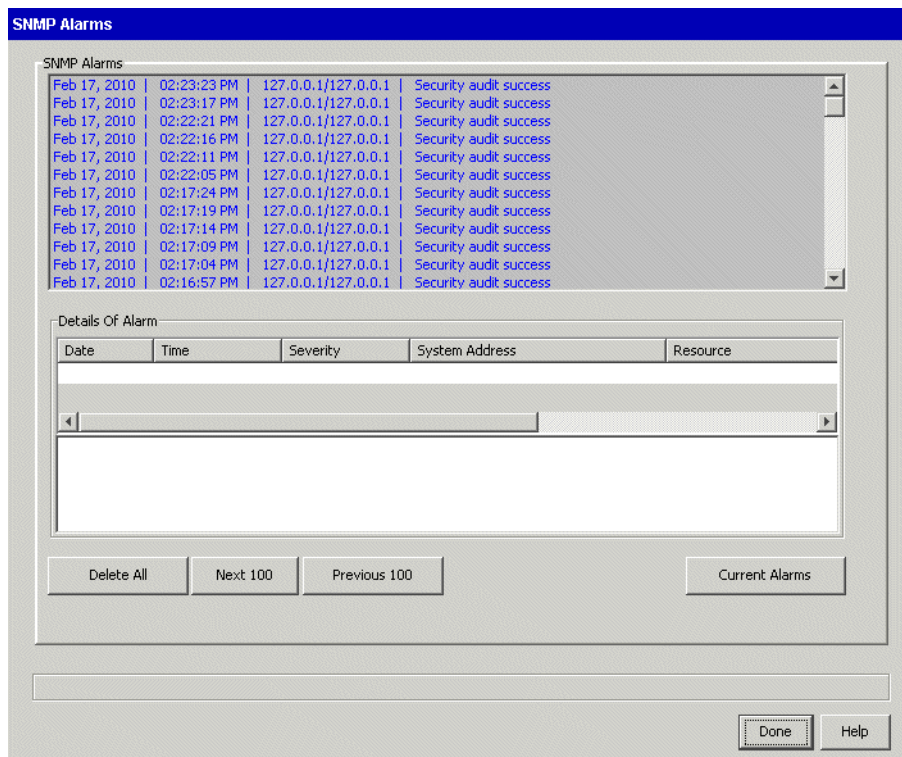 SNMP Alarms
SNMP Alarms
Feb 17, 2010 | 02:23:23 PM | 127.0.0.1/127.0.0.1 | Security audit success
Feb 17, 2010 | 02:23:17 PM | 127.0.0.1/127.0.0.1 | Security audit success
Feb 17, 2010 | 02:22:21 PM | 127.0.0.1/127.0.0.1 | Security audit success
Feb 17, 2010 | 02:22:16 PM | 127.0.0.1/127.0.0.1 | Security audit success
Feb 17, 2010 | 02:22:11 PM | 127.0.0.1/127.0.0.1 | Security audit success
Feb 17, 2010 | 02:22:05 PM | 127.0.0.1/127.0.0.1 | Security audit success
Feb 17, 2010 | 02:17:24 PM | 127.0.0.1/127.0.0.1 | Security audit success
Feb 17, 2010 | 02:17:19 PM | 127.0.0.1/127.0.0.1 | Security audit success
Feb 17, 2010 | 02:17:14 PM | 127.0.0.1/127.0.0.1 | Security audit success
Feb 17, 2010 | 02:17:09 PM | 127.0.0.1/127.0.0.1 | Security audit success
Feb 17, 2010 | 02:17:04 PM | 127.0.0.1/127.0.0.1 | Security audit success
Feb 17, 2010 | 02:16:57 PM | 127.0.0.1/127.0.0.1 | Security audit success
Details Of Alarm
Date Time Severity System Address Resource
Delete All Next 100 Previous 100 Current Alarms
Done Help